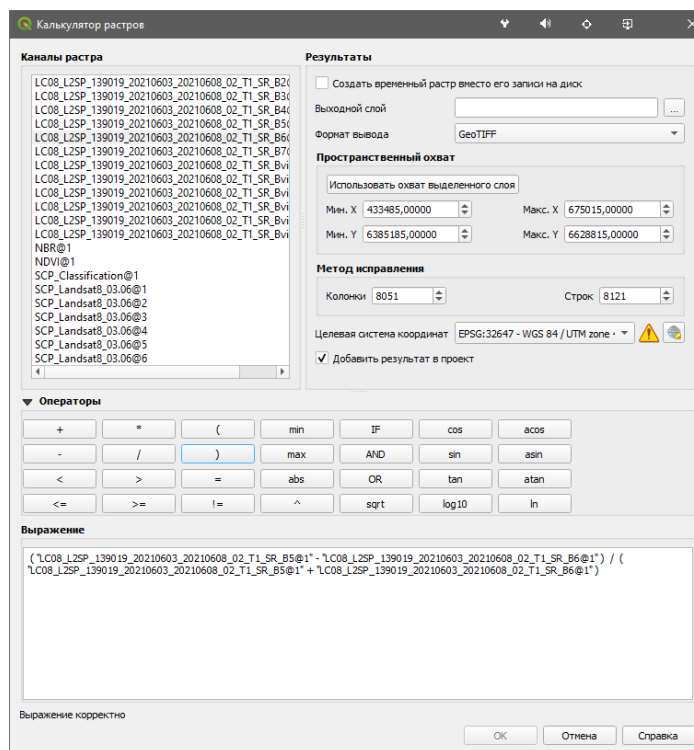 Калькулятор растров
Каналы растра
LC08_L2SP_139019_20210603_20210608_02_T1_SR_B2(
LC08_L2SP_139019_20210603_20210608_02_T1_SR_B3(
LC08_L2SP_139019_20210603_20210608_02_T1_SR_B4(
LC08_L2SP_139019_20210603_20210608_02_T1_SR_B5(
LC08_L2SP_139019_20210603_20210608_02_T1_SR_B6(
LC08_L2SP_139019_20210603_20210608_02_T1_SR_B7(
LC08_L2SP_139019_20210603_20210608_02_T1_SR_Bvi
LC08_L2SP_139019_20210603_20210608_02_T1_SR_Bvi
LC08_L2SP_139019_20210603_20210608_02_T1_SR_Bvi
LC08_L2SP_139019_20210603_20210608_02_T1_SR_Bvi
LC08_L2SP_139019_20210603_20210608_02_T1_SR_Bvi
LC08_L2SP_139019_20210603_20210608_02_T1_SR_Bvi
NBR@1
NDVI@1
SCP_Classification@1
SCP_Landsat8_03.06@1
SCP_Landsat8_03.06@2
SCP_Landsat8_03.06@3
SCP_Landsat8_03.06@4
SCP_Landsat8_03.06@5
SCP_Landsat8_03.06@6
Результаты
Создать временный растр вместо его записи на диск
Выходной слой ...
Формат вывода GeoTIFF
Пространственный охват
Использовать охват выделенного слоя
Мин. X 433485,00000 Макс. X 675015,00000
Мин. Y 6385185,00000 Макс. Y 6628815,00000
Метод исправления
Колонки 8051 Строк 8121
Целевая система координат EPSG:32647 - WGS 84 / UTM zone
Добавить результат в проект
Операторы
+ * ( min IF cos acos
- / ) max AND sin asin
< > = abs OR tan atan
<= >= != ^ sqrt log10 ln
Выражение
( "LC08_L2SP_139019_20210603_20210608_02_T1_SR_B5@1" - "LC08_L2SP_139019_20210603_20210608_02_T1_SR_B6@1" ) / (
"LC08_L2SP_139019_20210603_20210608_02_T1_SR_B5@1" + "LC08_L2SP_139019_20210603_20210608_02_T1_SR_B6@1" )
Выражение корректно
OK Отмена Справка